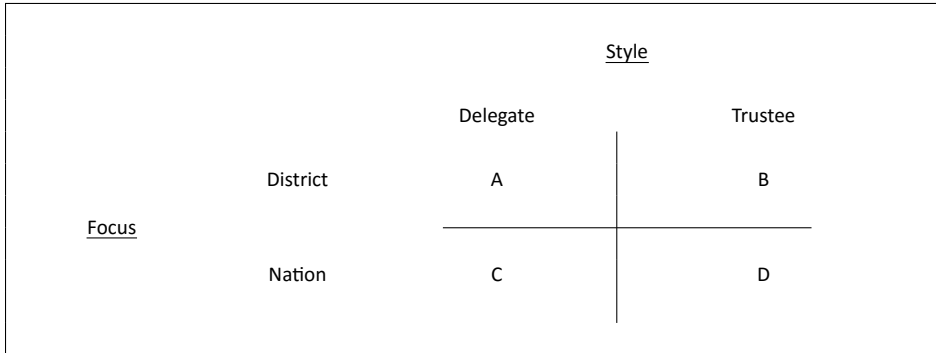 Style
Delegate Trustee
District A B
Focus
Nation C D